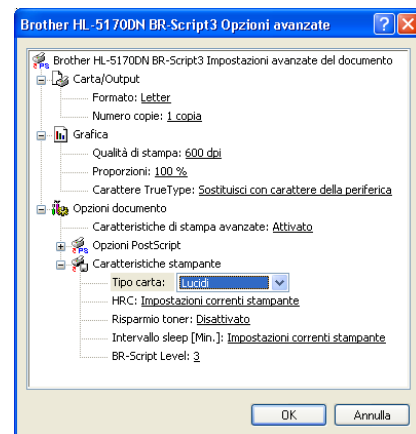 Brother HL-5170DN BR-Script3 Opzioni avanzate
Brother HL-5170DN BR-Script3 Impostazioni avanzate del documento
Carta/Output
Formato: Letter
Numero copie: 1 copia
Grafica
Qualità di stampa: 600 dpi
Proporzioni: 100 %
Carattere TrueType: Sostituisci con carattere della periferica
Opzioni documento
Caratteristiche di stampa avanzate: Attivato
Opzioni PostScript
Caratteristiche stampante
Tipo carta: Lucidi
HRC: Impostazioni correnti stampante
Risparmio toner: Disattivato
Intervallo sleep [Min.]: Impostazioni correnti stampante
BR-Script Level: 3
OK Annulla